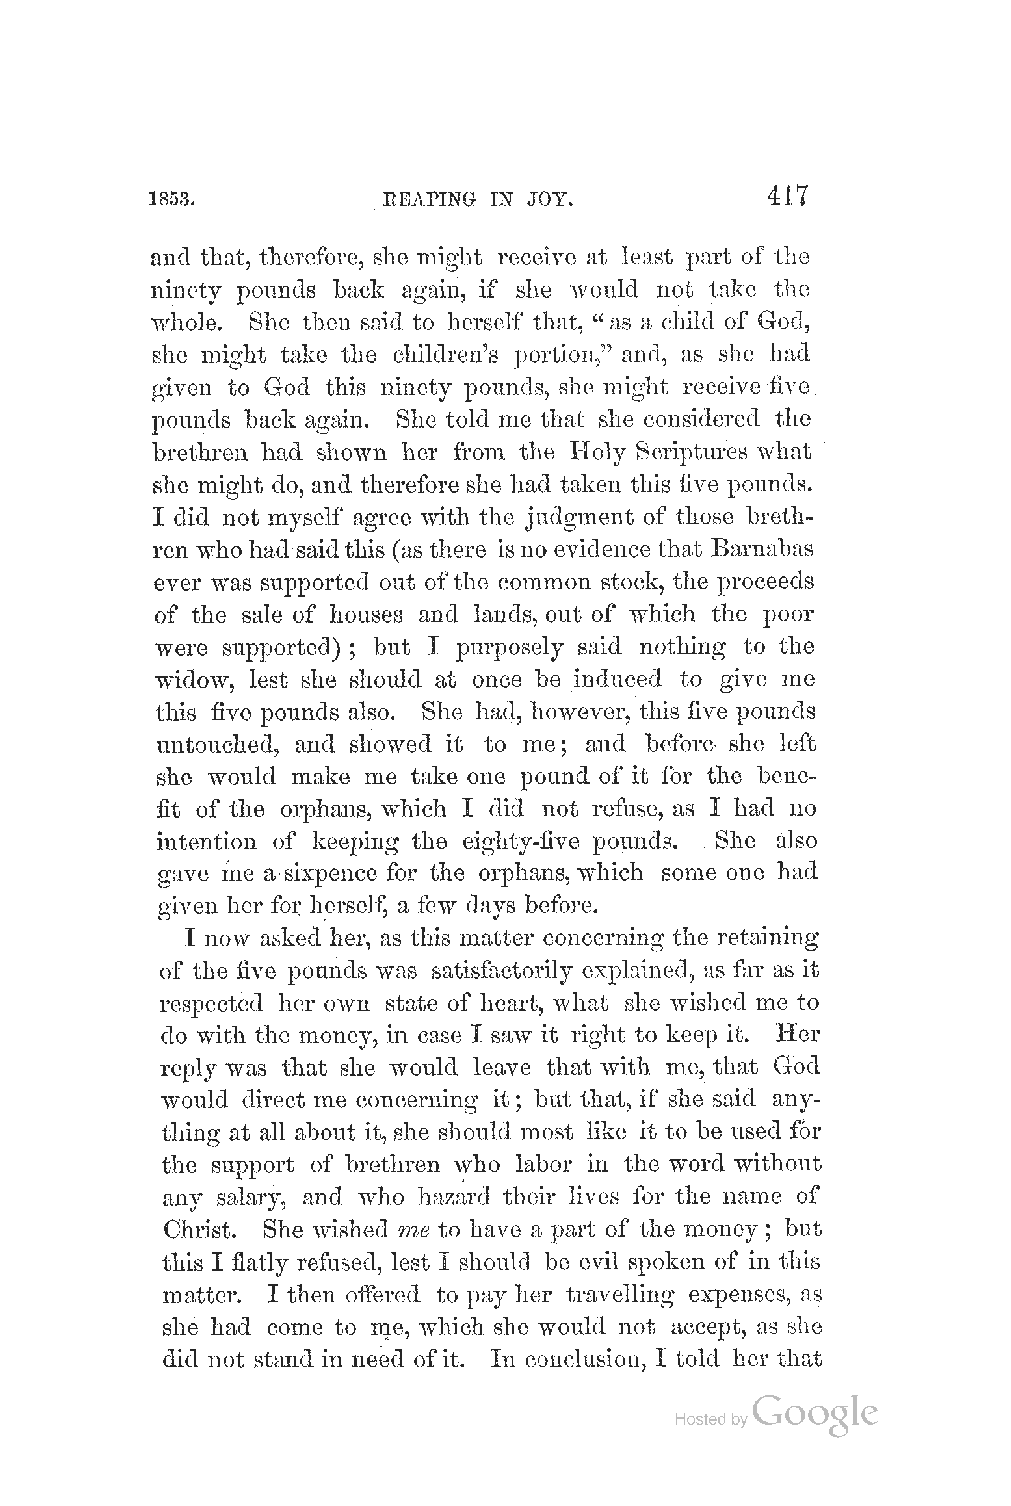 1853. REAPING IN JOY. 417
and that, therefore, she might receive at least part of the
ninety pounds back again, if she would not take the
whole. She then said to herself that, “as a child of God,
she might take the children’s portion,” and, as she had
given to God this ninety pounds, she might receive five
pounds back again. She told me that she considered the
brethren had shown her from the Holy Scriptures what
she might do, and therefore she had taken this five pounds.
I did not myself agree with the judgment of those breth-
ren who had said this (as there is no evidence that Barnabas
ever was supported out of the common stock, the proceeds
of the sale of houses and lands, out of which the poor
were supported); but I purposely said nothing to the
widow, lest she should at once be induced to give me
this five pounds also. She had, however, this five pounds
untouched, and showed it to me; and before she left
she would make me take one pound of it for the bene-
fit of the orphans, which I did not refuse, as I had no
intention of keeping the eighty-five pounds. She also
gave me a sixpence for the orphans, which some one had
given her for herself, a few days before.
I now asked her, as this matter concerning the retaining
of the five pounds was satisfactorily explained, as far as it
respected her own state of heart, what she wished me to
do with the money, in case I saw it right to keep it. Her
reply was that she would leave that with me, that God
would direct me concerning it; but that, if she said any-
thing at all about it, she should most like it to be used for
the support of brethren who labor in the word without
any salary, and who hazard their lives for the name of
Christ. She wished me to have a part of the money; but
this I flatly refused, lest I should be evil spoken of in this
matter. I then offered to pay her travelling expenses, as
she had come to me, which she would not accept, as she
did not stand in need of it. In conclusion, I told her that
Hosted by Google